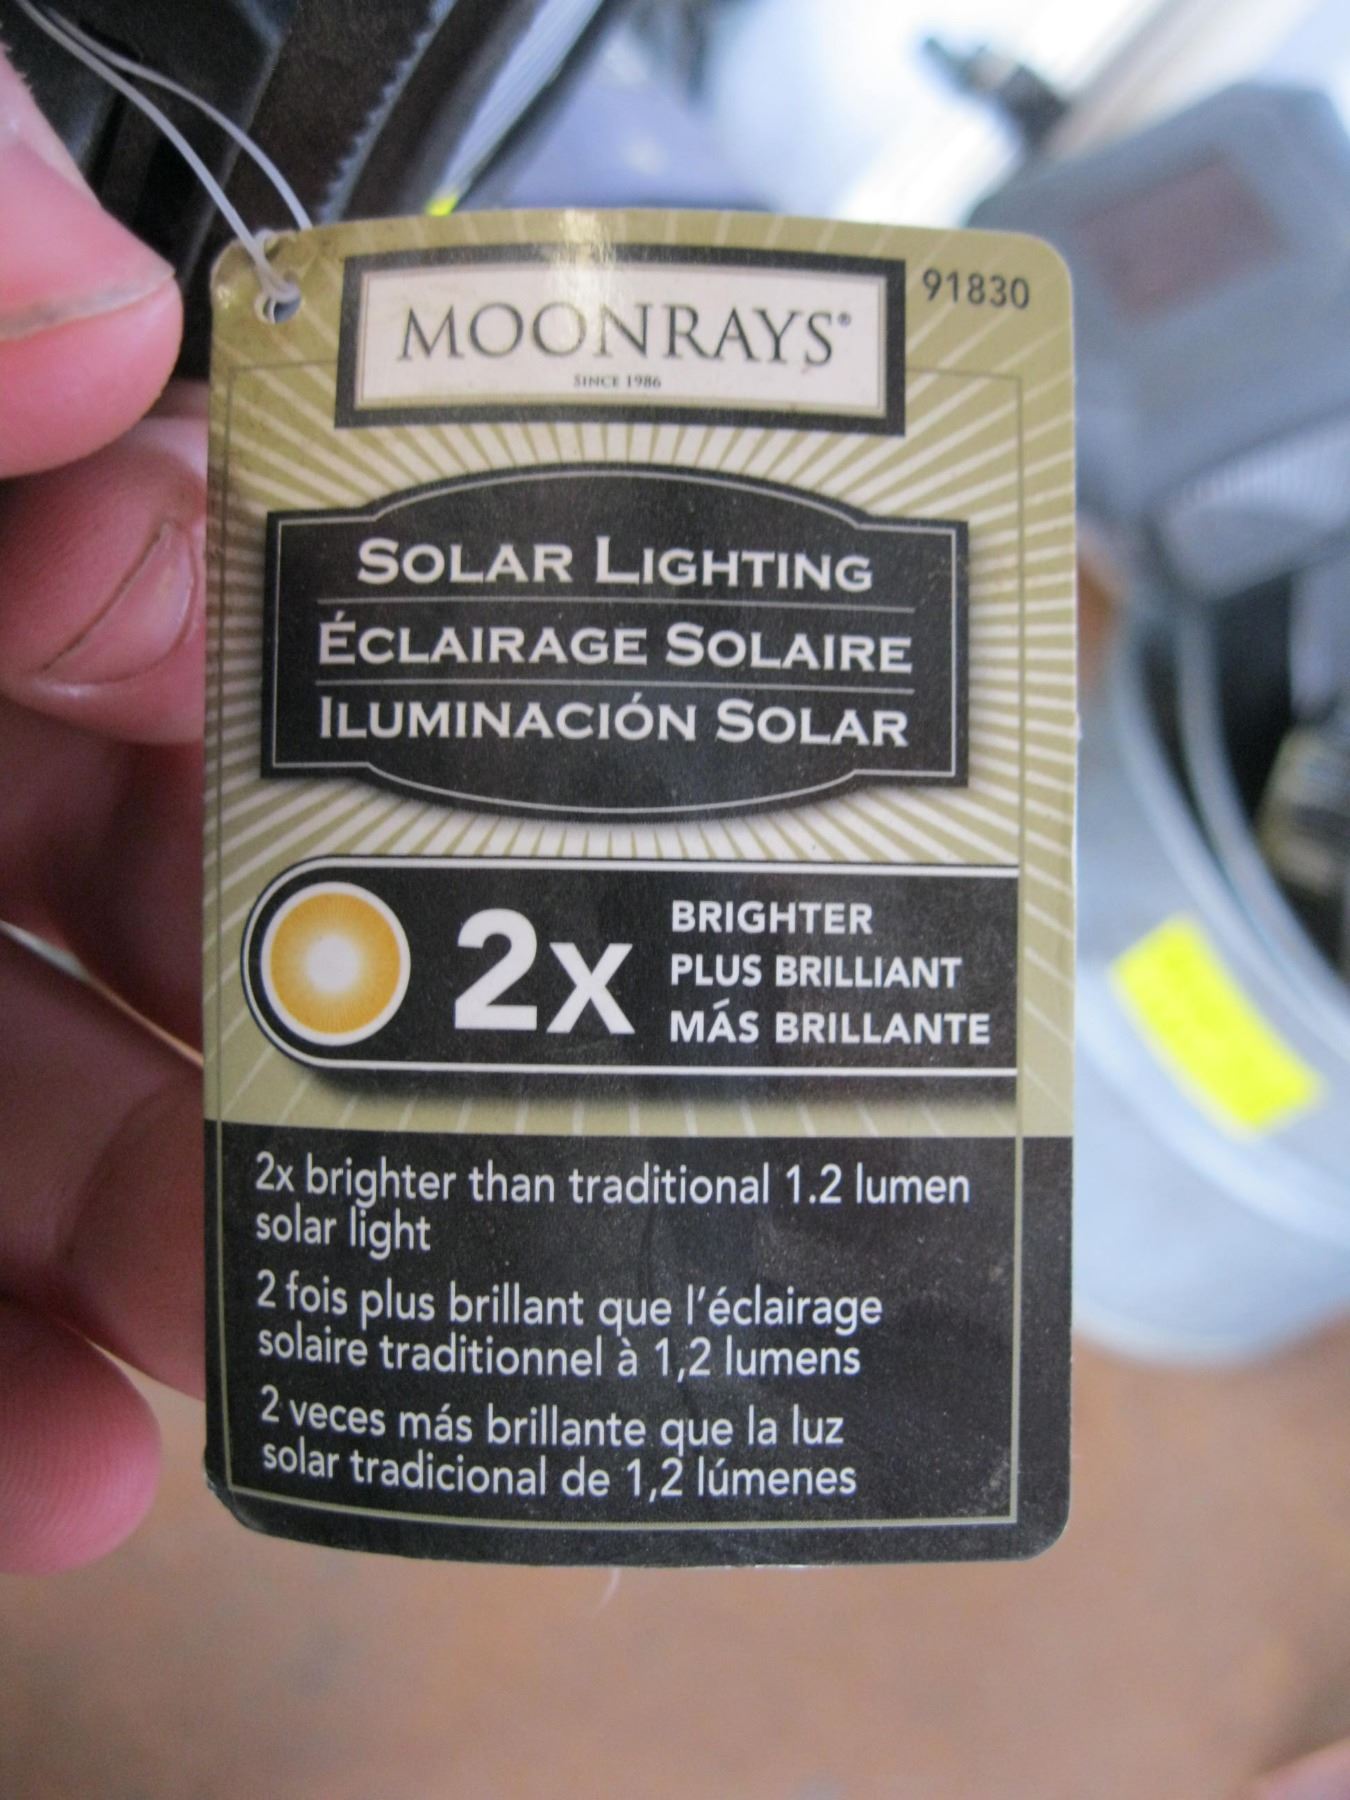 MOONRAYS®
SINCE 1986
91830
SOLAR LIGHTING
ÉCLAIRAGE SOLAIRE
ILUMINACIÓN SOLAR
2X
BRIGHTER
PLUS BRILLIANT
MÁS BRILLANTE
2x brighter than traditional 1.2 lumen
solar light
2 fois plus brillant que l'éclairage
solaire traditionnel à 1,2 lumens
2 veces más brillante que la luz
solar tradicional de 1,2 lúmenes